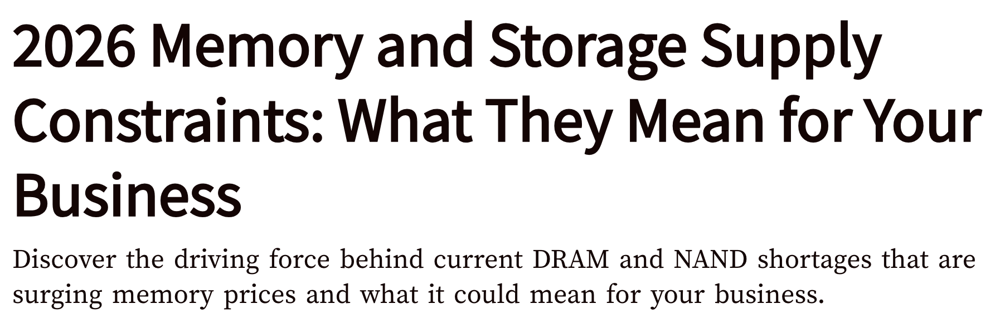 2026 Memory and Storage Supply
Constraints: What They Mean for Your
Business
Discover the driving force behind current DRAM and NAND shortages that are
surging memory prices and what it could mean for your business.